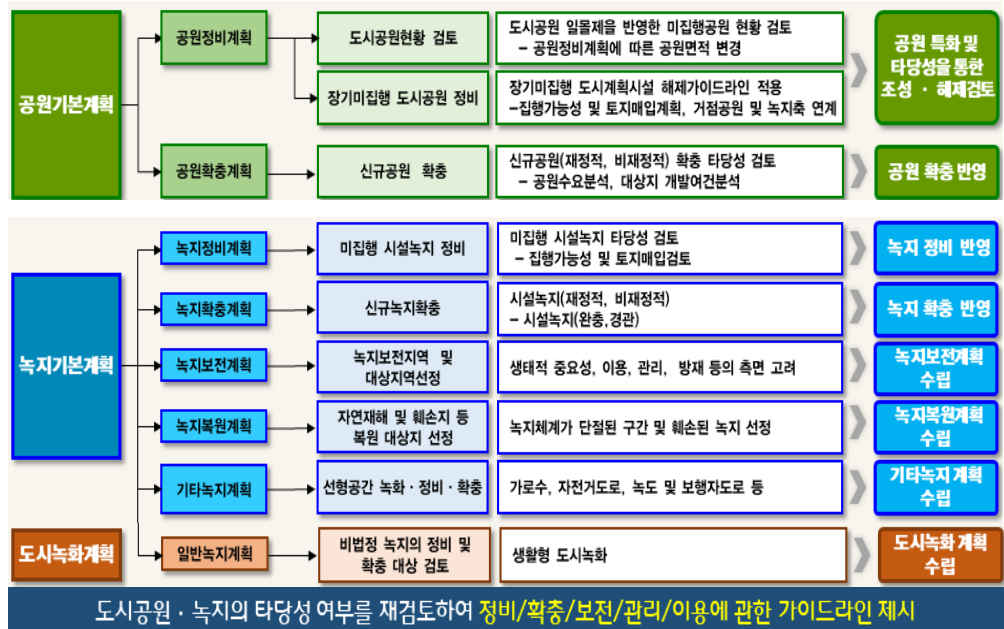 공원기본계획
공원정비계획
도시공원현황 검토
도시공원 일몰제을 반영한 미집행공원 현황 검토
– 공원정비계획에 따른 공원면적 변경
장기미집행 도시공원 정비
장기미집행 도시계획시설 해제가이드라인 적용
–집행가능성 및 토지매입계획, 거점공원 및 녹지축 연계
공원 특화 및
타당성을 통한
조성 · 해제검토
공원확충계획
신규공원 확충
신규공원(재정적, 비재정적) 확충 타당성 검토
– 공원수요분석, 대상지 개발여건분석
공원 확충 반영
녹지기본계획
녹지정비계획
미집행 시설녹지 정비
미집행 시설녹지 타당성 검토
– 집행가능성 및 토지매입검토
녹지 정비 반영
녹지확충계획
신규녹지확충
시설녹지(재정적, 비재정적)
– 시설녹지(완충,경관)
녹지 확충 반영
녹지보전계획
녹지보전지역 및
대상지역선정
생태적 중요성, 이용, 관리, 방재 등의 측면 고려
녹지보전계획
수립
녹지복원계획
자연재해 및 훼손지 등
복원 대상지 선정
녹지체계가 단절된 구간 및 훼손된 녹지 선정
녹지복원계획
수립
기타녹지계획
선형공간 녹화 · 정비 · 확충
가로수, 자전거도로, 녹도 및 보행자도로 등
기타녹지 계획
수립
도시녹화계획
일반녹지계획
비법정 녹지의 정비 및
확충 대상 검토
생활형 도시녹화
도시녹화 계획
수립
도시공원 · 녹지의 타당성 여부를 재검토하여 정비/확충/보전/관리/이용에 관한 가이드라인 제시